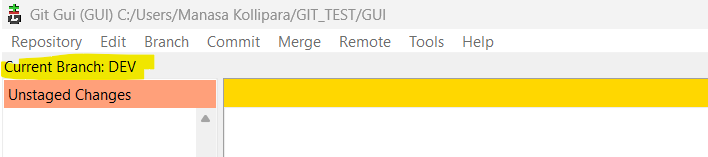 Git Gui (GUI) C:/Users/Manasa Kollipara/GIT_TEST/GUI
Repository Edit Branch Commit Merge Remote Tools Help
Current Branch: DEV
Unstaged Changes